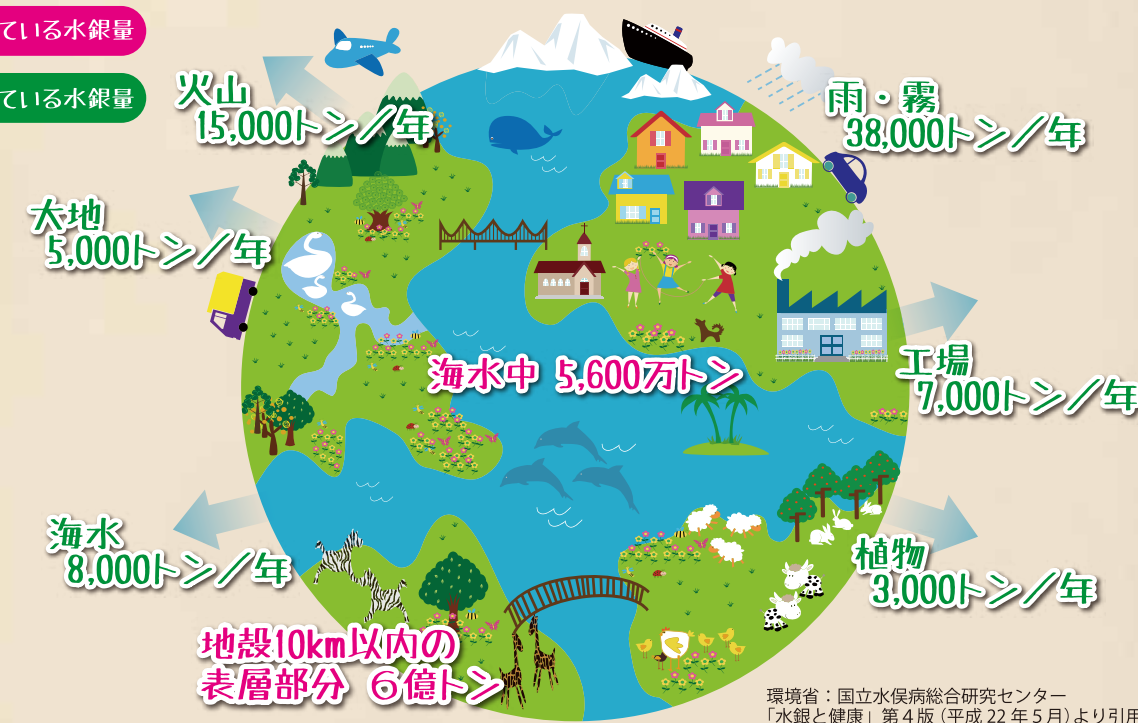 ている水銀量
ている水銀量
火山
15,000トン／年
雨・霧
38,000トン／年
大地
5,000トン／年
海水中 5,600万トン
工場
7,000トン／年
海水
8,000トン／年
植物
3,000トン／年
地殻10km以内の
表層部分 6億トン
環境省：国立水俣病総合研究センター
「水銀と健康」第４版（平成 22 年５月）より引用